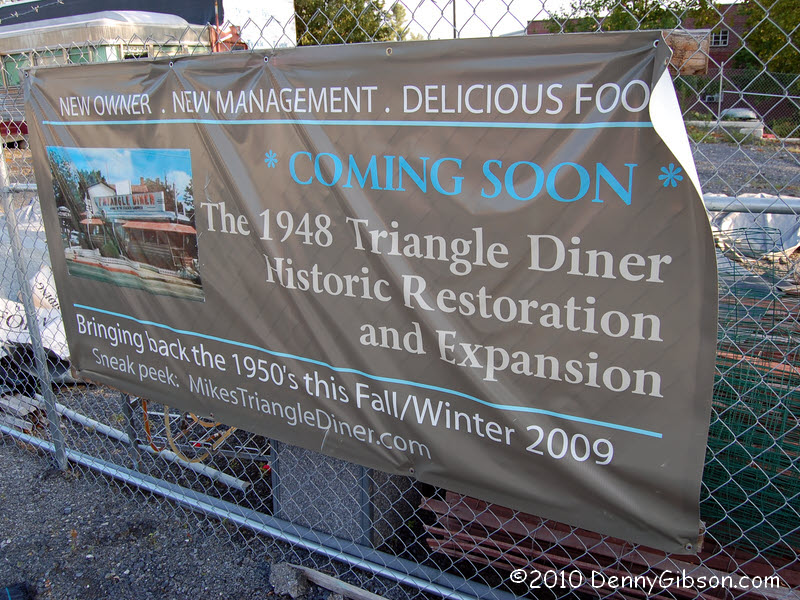 NEW OWNER . NEW MANAGEMENT . DELICIOUS FOO
* COMING SOON *
The 1948 Triangle Diner
Historic Restoration
and Expansion
Bringing back the 1950's this Fall/Winter 2009
Sneak peek: MikesTriangleDiner.com
©2010 DennyGibson.com